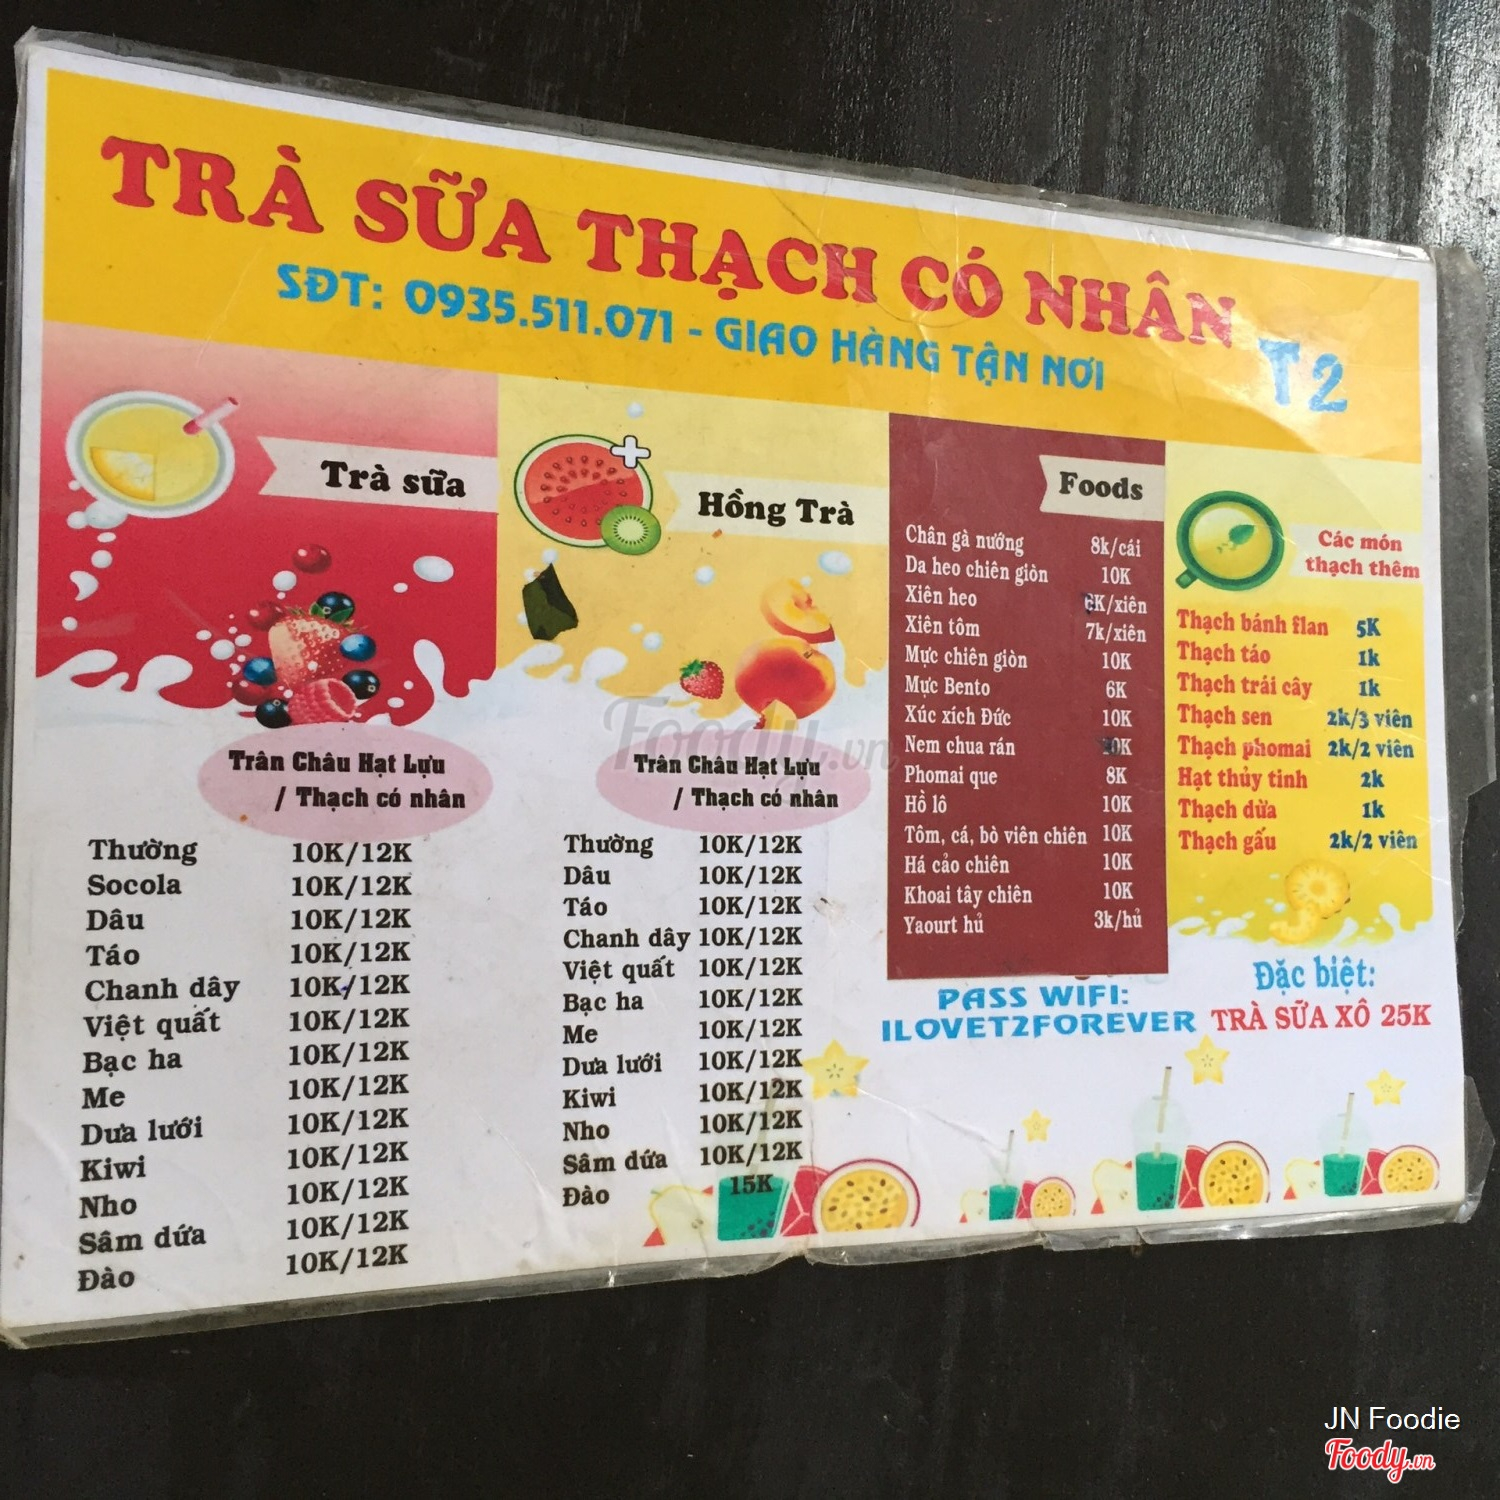 TRÀ SỮA THẠCH CÓ NHÂN
SĐT: 0935.511.071 - GIAO HÀNG TẬN NƠI
T2
Trà sữa
Trân Châu Hạt Lựu
/ Thạch có nhân
Thường 10K/12K
Socola 10K/12K
Dâu 10K/12K
Táo 10K/12K
Chanh dây 10K/12K
Việt quất 10K/12K
Bạc ha 10K/12K
Me 10K/12K
Dưa lưới 10K/12K
Kiwi 10K/12K
Nho 10K/12K
Sâm dứa 10K/12K
Đào 10K/12K
Hồng Trà
Trân Châu Hạt Lựu
/ Thạch có nhân
Thường 10K/12K
Dâu 10K/12K
Táo 10K/12K
Chanh dây 10K/12K
Việt quất 10K/12K
Bạc ha 10K/12K
Me 10K/12K
Dưa lưới 10K/12K
Kiwi 10K/12K
Nho 10K/12K
Sâm dứa 10K/12K
Đào 15K
Foods
Chân gà nướng 8k/cái
Da heo chiên giòn 10K
Xiên heo K/xiên
Xiên tôm 7k/xiên
Mực chiên giòn 10K
Mực Bento 6K
Xúc xích Đức 10K
Nem chua rán
Phomai que 8K
Hồ lô 10K
Tôm, cá, bò viên chiên 10K
Há cảo chiên 10K
Khoai tây chiên 10K
Yaourt hủ 3k/hủ
PASS WIFI:
ILOVET2FOREVER
Các món
thạch thêm
Thạch bánh flan 5K
Thạch táo 1k
Thạch trái cây 1k
Thạch sen 2k/3 viên
Thạch phomai 2k/2 viên
Hạt thủy tinh 2k
Thạch dừa 1k
Thạch gấu 2k/2 viên
Đặc biệt:
TRÀ SỮA XÔ 25K
Foody.vn
JN Foodie
Foody.vn